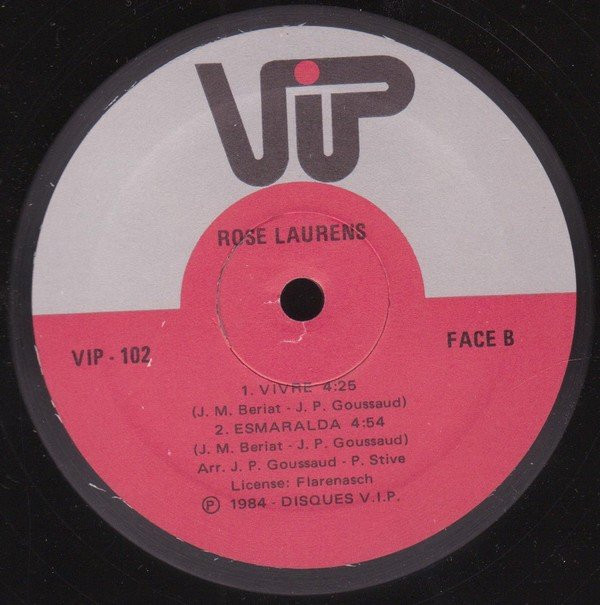 ViP
ROSE LAURENS
VIP - 102
FACE B
1. VIVRE 4:25
(J. M. Beriat - J. P. Goussaud)
2. ESMARALDA 4:54
(J. M. Beriat - J. P. Goussaud)
Arr. J. P. Goussaud - P. Stive
License: Flarenasch
Ⓟ 1984 - DISQUES V.I.P.